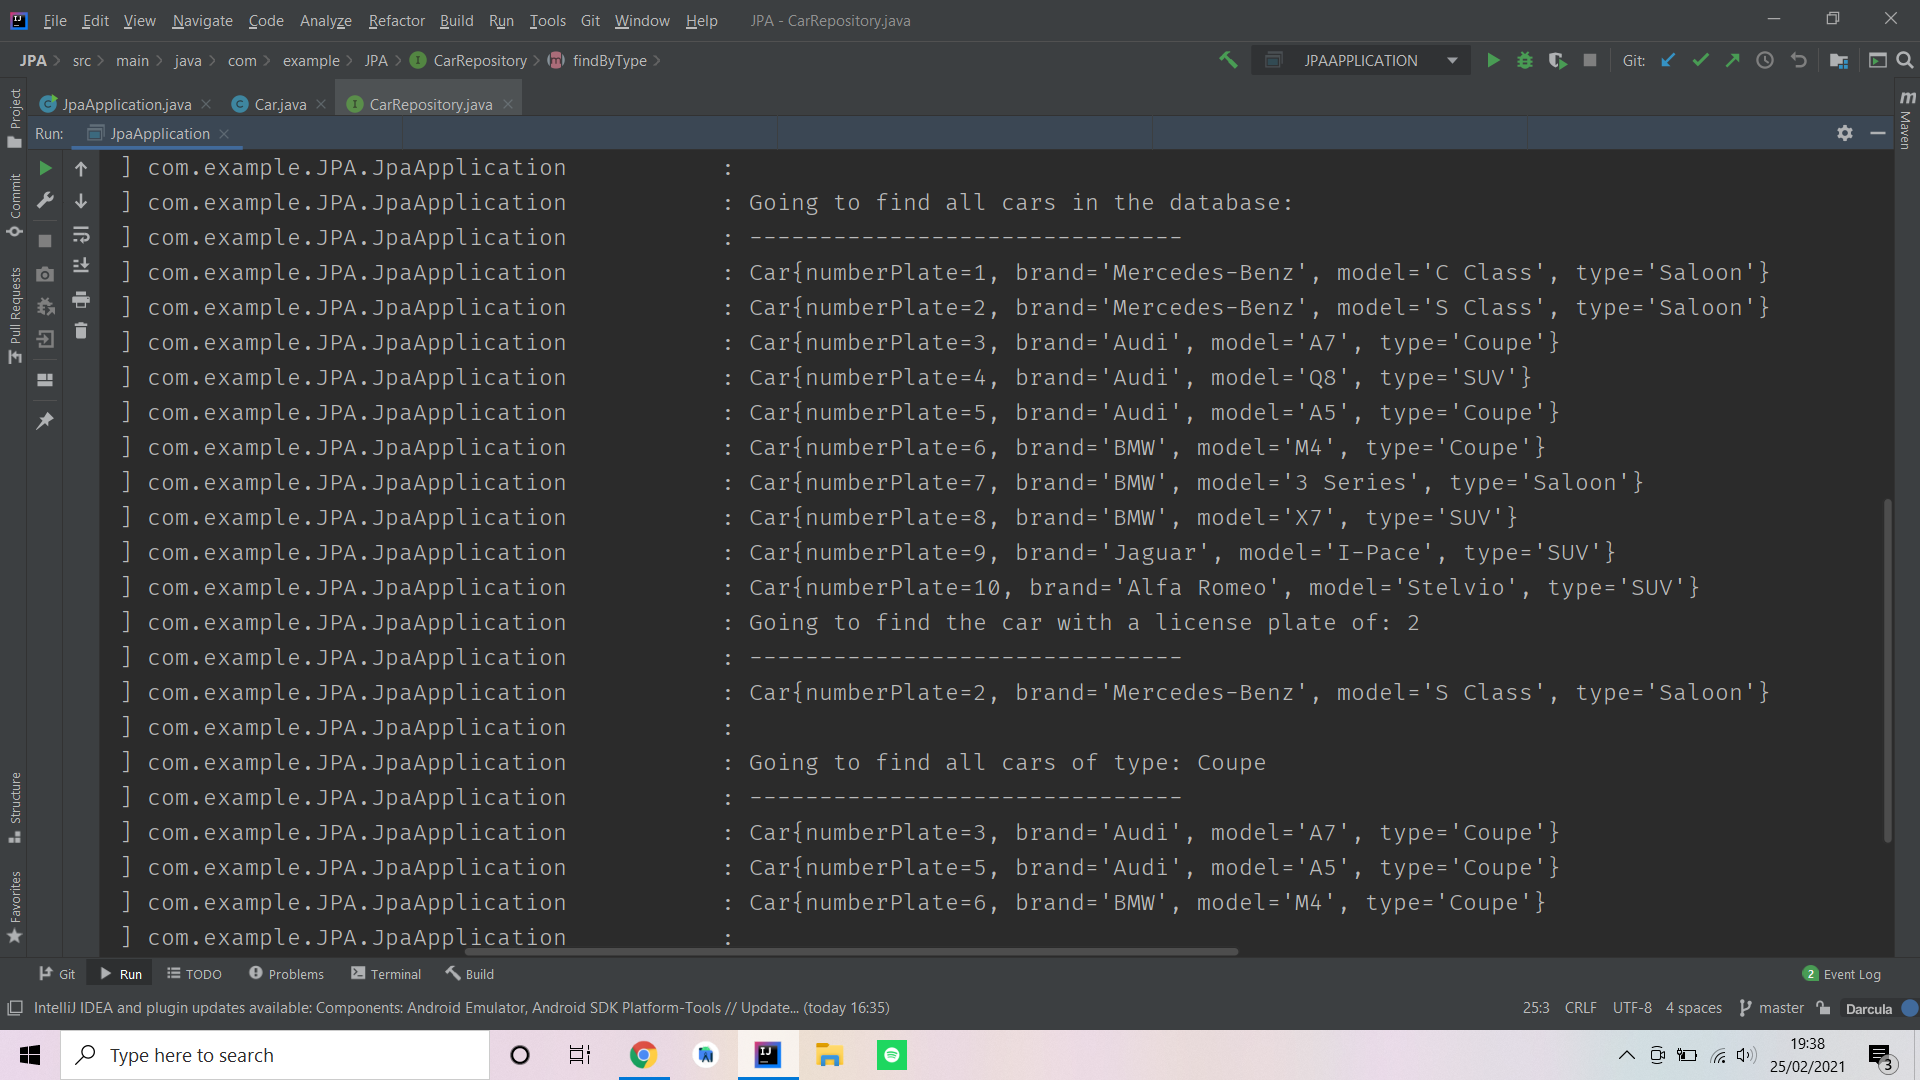 File Edit View Navigate Code Analyze Refactor Build Run Tools Git Window Help JPA - CarRepository.java
JPA src main java com example JPA CarRepository findByType JPAAPPLICATION Git:
JpaApplication.java Car.java CarRepository.java
Run: JpaApplication
] com.example.JPA.JpaApplication :
] com.example.JPA.JpaApplication : Going to find all cars in the database:
] com.example.JPA.JpaApplication : -------------------------------
] com.example.JPA.JpaApplication : Car{numberPlate=1, brand='Mercedes-Benz', model='C Class', type='Saloon'}
] com.example.JPA.JpaApplication : Car{numberPlate=2, brand='Mercedes-Benz', model='S Class', type='Saloon'}
] com.example.JPA.JpaApplication : Car{numberPlate=3, brand='Audi', model='A7', type='Coupe'}
] com.example.JPA.JpaApplication : Car{numberPlate=4, brand='Audi', model='Q8', type='SUV'}
] com.example.JPA.JpaApplication : Car{numberPlate=5, brand='Audi', model='A5', type='Coupe'}
] com.example.JPA.JpaApplication : Car{numberPlate=6, brand='BMW', model='M4', type='Coupe'}
] com.example.JPA.JpaApplication : Car{numberPlate=7, brand='BMW', model='3 Series', type='Saloon'}
] com.example.JPA.JpaApplication : Car{numberPlate=8, brand='BMW', model='X7', type='SUV'}
] com.example.JPA.JpaApplication : Car{numberPlate=9, brand='Jaguar', model='I-Pace', type='SUV'}
] com.example.JPA.JpaApplication : Car{numberPlate=10, brand='Alfa Romeo', model='Stelvio', type='SUV'}
] com.example.JPA.JpaApplication : Going to find the car with a license plate of: 2
] com.example.JPA.JpaApplication : -------------------------------
] com.example.JPA.JpaApplication : Car{numberPlate=2, brand='Mercedes-Benz', model='S Class', type='Saloon'}
] com.example.JPA.JpaApplication :
] com.example.JPA.JpaApplication : Going to find all cars of type: Coupe
] com.example.JPA.JpaApplication : -------------------------------
] com.example.JPA.JpaApplication : Car{numberPlate=3, brand='Audi', model='A7', type='Coupe'}
] com.example.JPA.JpaApplication : Car{numberPlate=5, brand='Audi', model='A5', type='Coupe'}
] com.example.JPA.JpaApplication : Car{numberPlate=6, brand='BMW', model='M4', type='Coupe'}
] com.example.JPA.JpaApplication :
Project
Commit
Pull Requests
Structure
Favorites
m Maven
Git Run TODO Problems Terminal Build 2 Event Log
IntelliJ IDEA and plugin updates available: Components: Android Emulator, Android SDK Platform-Tools // Update... (today 16:35) 25:3 CRLF UTF-8 4 spaces master Darcula
Type here to search
19:38
25/02/2021
3